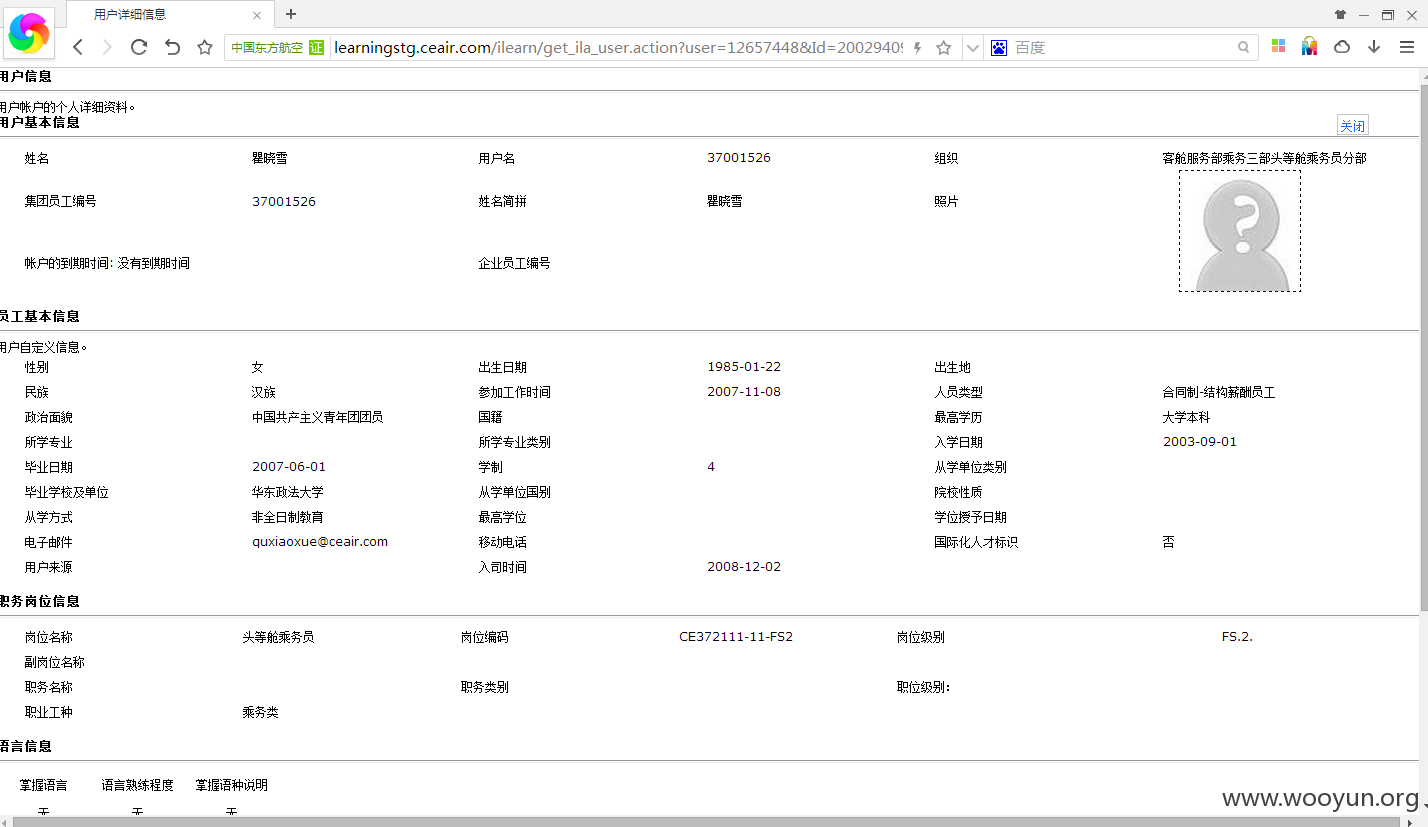 用户详细信息
中国东方航空 证 learningstg.ceair.com/ilearn/get_ila_user.action?user=12657448&Id=20029409 百度
用户信息
用户帐户的个人详细资料。
用户基本信息
关闭
姓名 瞿晓雪 用户名 37001526 组织 客舱服务部乘务三部头等舱乘务员分部
集团员工编号 37001526 姓名简拼 瞿晓雪 照片
帐户的到期时间: 没有到期时间 企业员工编号
员工基本信息
用户自定义信息。
性别 女 出生日期 1985-01-22 出生地
民族 汉族 参加工作时间 2007-11-08 人员类型 合同制-结构薪酬员工
政治面貌 中国共产主义青年团团员 国籍 最高学历 大学本科
所学专业 所学专业类别 入学日期 2003-09-01
毕业日期 2007-06-01 学制 4 从学单位类别
毕业学校及单位 华东政法大学 从学单位国别 院校性质
从学方式 非全日制教育 最高学位 学位授予日期
电子邮件 quxiaoxue@ceair.com 移动电话 国际化人才标识 否
用户来源 入司时间 2008-12-02
职务岗位信息
岗位名称 头等舱乘务员 岗位编码 CE372111-11-FS2 岗位级别 FS.2.
副岗位名称
职务名称 职务类别 职位级别:
职业工种 乘务类
语言信息
掌握语言 语言熟练程度 掌握语种说明
无 无 无
www.wooyun.org